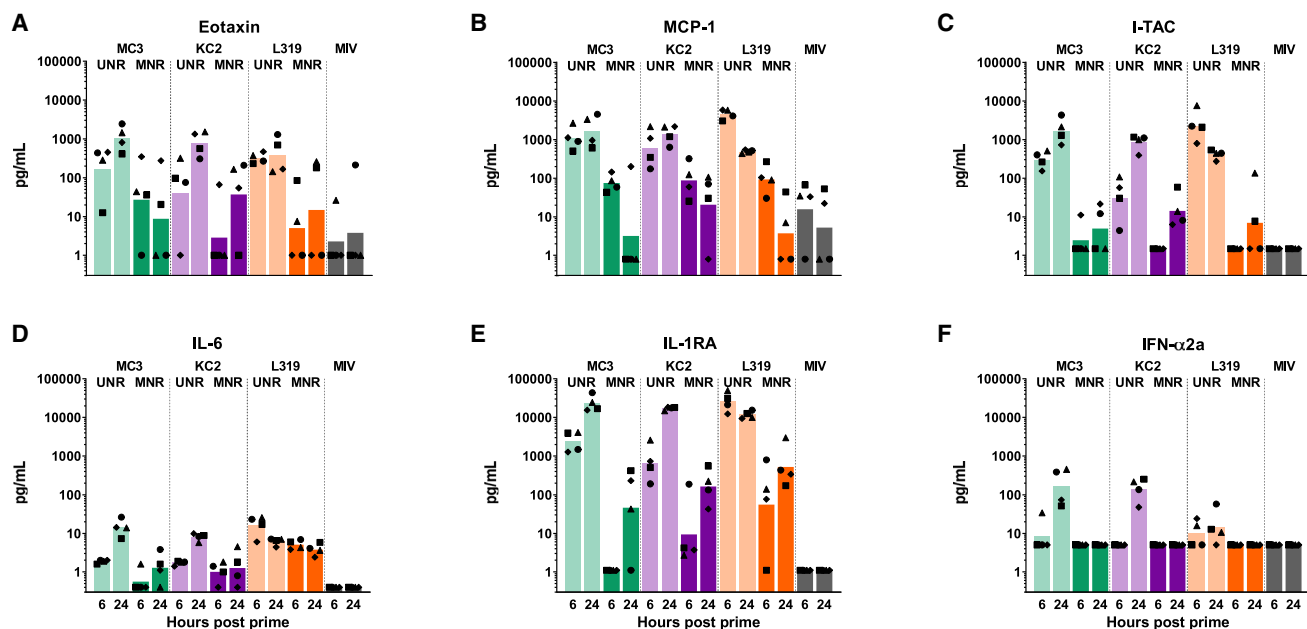 A
Eotaxin
MC3 KC2 L319 MIV
UNR MNR UNR MNR UNR MNR
100000
10000
1000
100
10
1
pg/mL
B
MCP-1
MC3 KC2 L319 MIV
UNR MNR UNR MNR UNR MNR
100000
10000
1000
100
10
1
pg/mL
C
I-TAC
MC3 KC2 L319 MIV
UNR MNR UNR MNR UNR MNR
100000
10000
1000
100
10
1
pg/mL
D
IL-6
MC3 KC2 L319 MIV
UNR MNR UNR MNR UNR MNR
100000
10000
1000
100
10
1
pg/mL
6 24 6 24 6 24 6 24 6 24 6 24 6 24
Hours post prime
E
IL-1RA
MC3 KC2 L319 MIV
UNR MNR UNR MNR UNR MNR
100000
10000
1000
100
10
1
pg/mL
6 24 6 24 6 24 6 24 6 24 6 24 6 24
Hours post prime
F
IFN-α2a
MC3 KC2 L319 MIV
UNR MNR UNR MNR UNR MNR
100000
10000
1000
100
10
1
pg/mL
6 24 6 24 6 24 6 24 6 24 6 24 6 24
Hours post prime